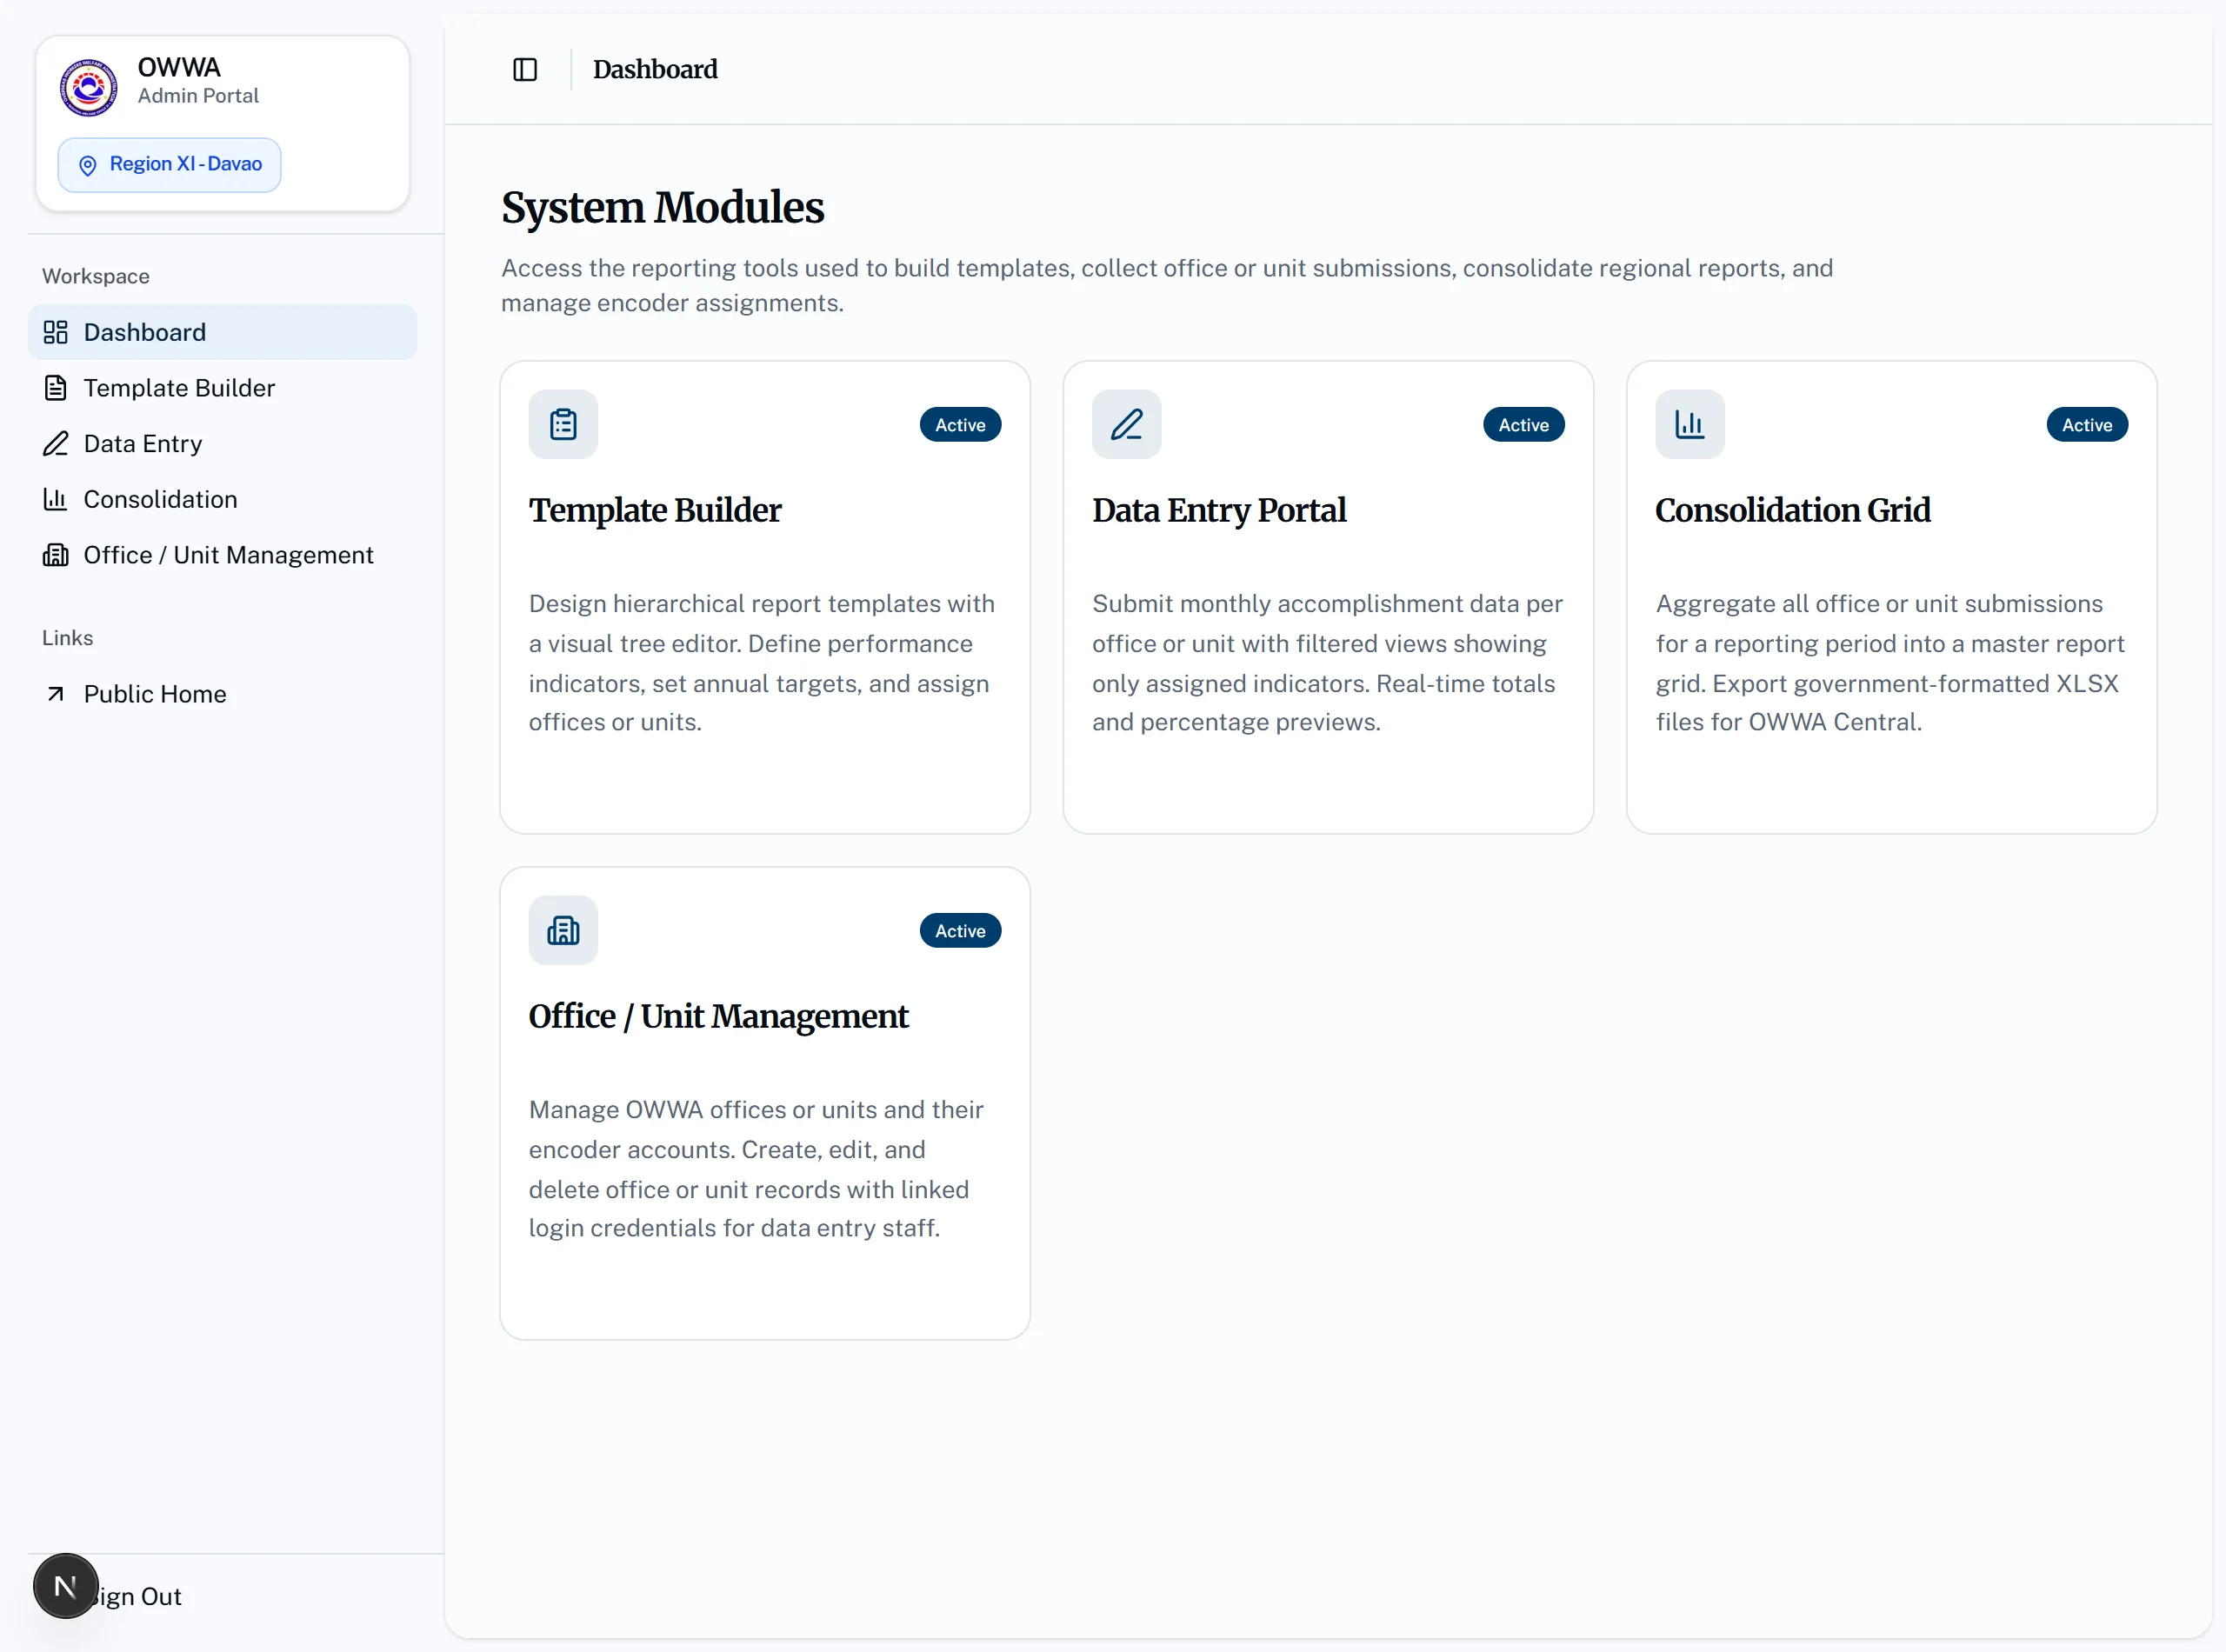 OWWA
Admin Portal
Region XI - Davao
Workspace
Dashboard
Template Builder
Data Entry
Consolidation
Office / Unit Management
Links
Public Home
N
ign Out
Dashboard
System Modules
Access the reporting tools used to build templates, collect office or unit submissions, consolidate regional reports, and
manage encoder assignments.
Active
Template Builder
Design hierarchical report templates with
a visual tree editor. Define performance
indicators, set annual targets, and assign
offices or units.
Active
Data Entry Portal
Submit monthly accomplishment data per
office or unit with filtered views showing
only assigned indicators. Real-time totals
and percentage previews.
Active
Consolidation Grid
Aggregate all office or unit submissions
for a reporting period into a master report
grid. Export government-formatted XLSX
files for OWWA Central.
Active
Office / Unit Management
Manage OWWA offices or units and their
encoder accounts. Create, edit, and
delete office or unit records with linked
login credentials for data entry staff.